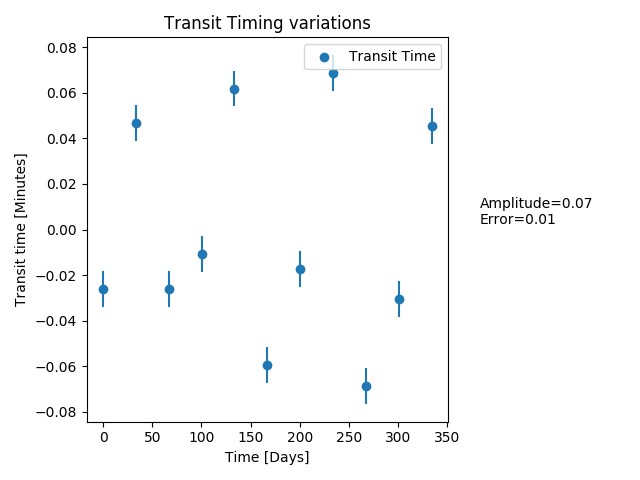 Transit Timing variations
Transit Time
0.08
0.06
0.04
0.02
0.00
−0.02
−0.04
−0.06
−0.08
Transit time [Minutes]
Amplitude=0.07
Error=0.01
0 50 100 150 200 250 300 350
Time [Days]